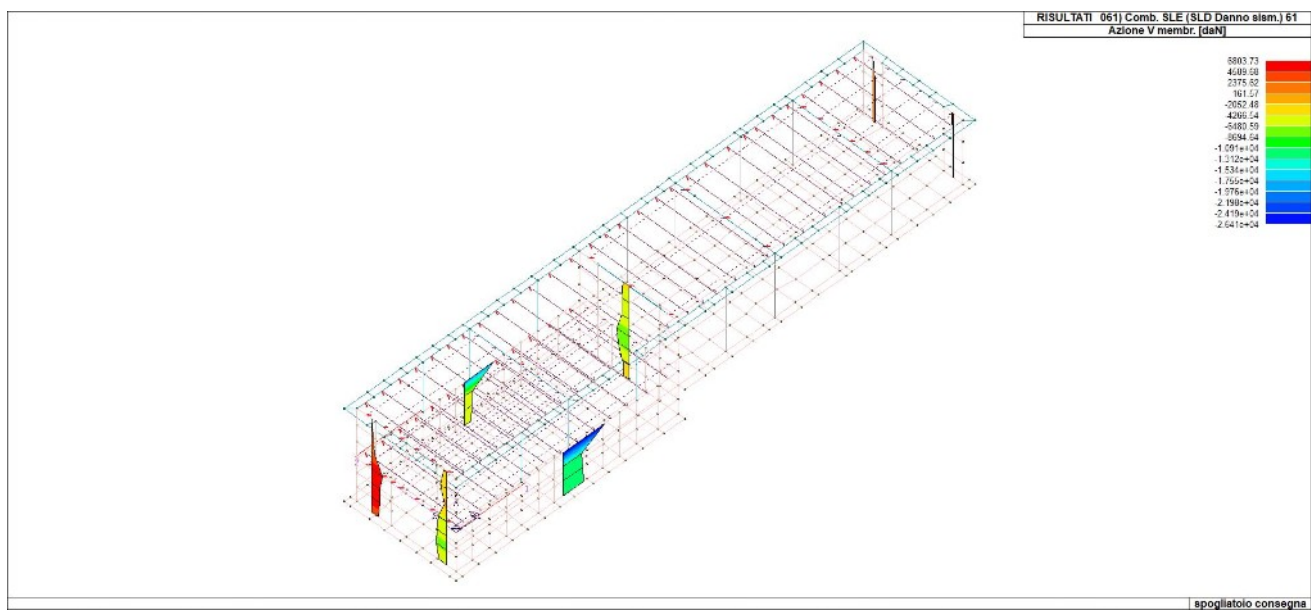 RISULTATI 061) Comb. SLE (SLD Danno sism.) 61
Azione V membr. [daN]
6803.73
4589.68
2375.62
161.57
-2052.48
-4266.54
-6480.59
-8694.64
-1.091e+04
-1.312e+04
-1.534e+04
-1.755e+04
-1.976e+04
-2.198e+04
-2.419e+04
-2.641e+04
spogliatoio consegna